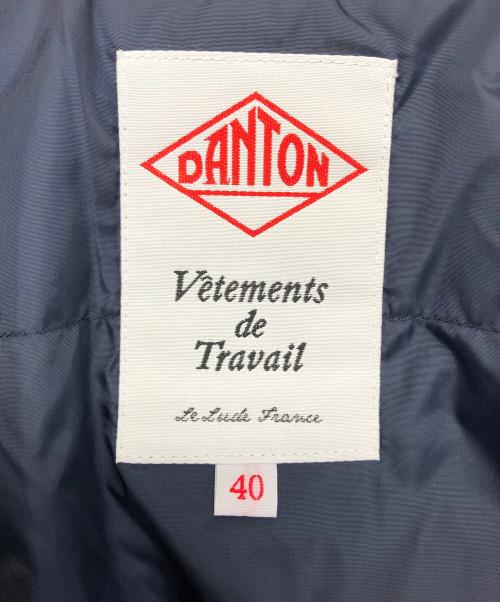 DANTON
Vêtements
de
Travail
Le Lude France
40